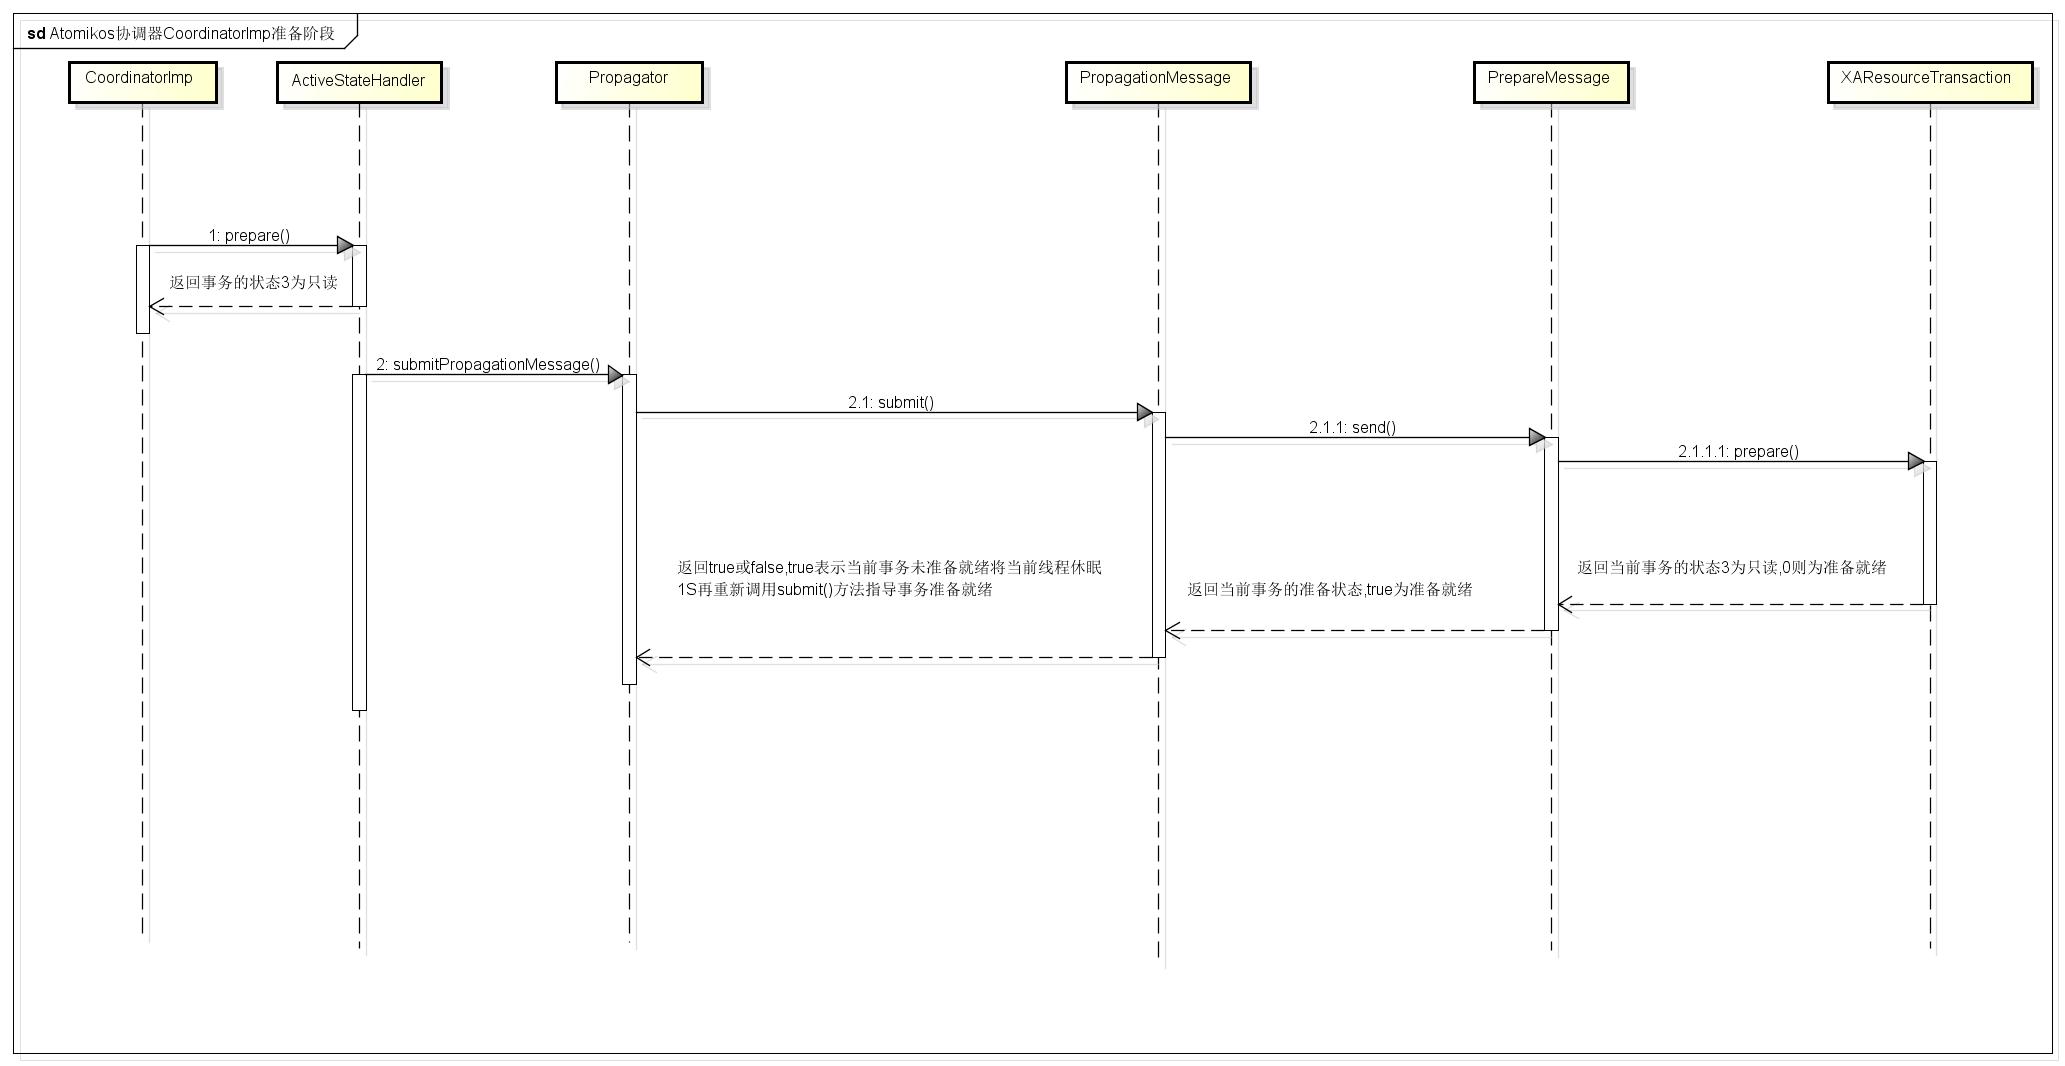 sd Atomikos协调器CoordinatorImp准备阶段
CoordinatorImp
ActiveStateHandler
Propagator
PropagationMessage
PrepareMessage
XAResourceTransaction
1: prepare()
返回事务的状态3为只读
2: submitPropagationMessage()
2.1: submit()
2.1.1: send()
2.1.1.1: prepare()
返回true或false,true表示当前事务未准备就绪将当前线程休眠
1S再重新调用submit()方法指导事务准备就绪
返回当前事务的准备状态,true为准备就绪
返回当前事务的状态3为只读,0则为准备就绪